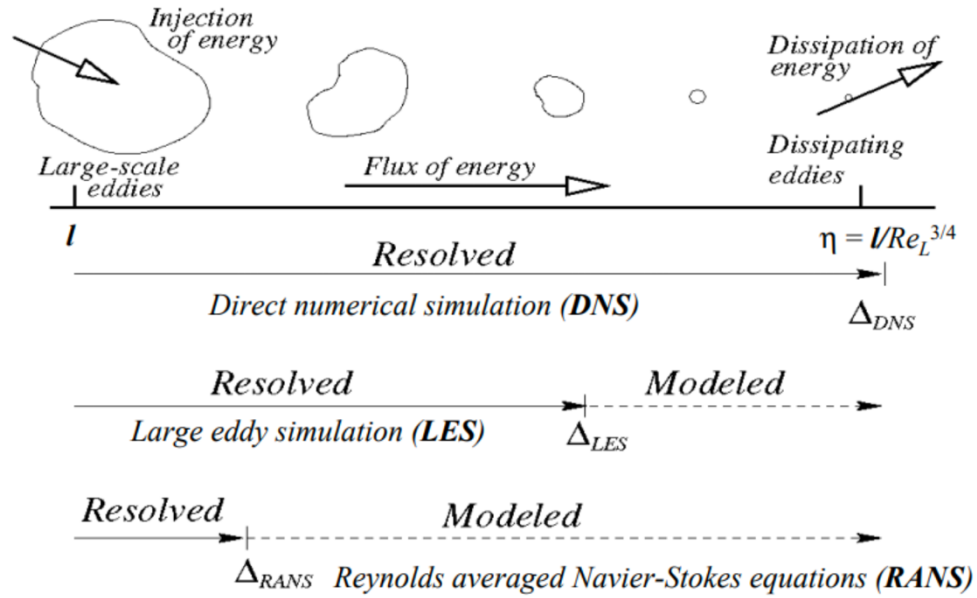 Injection
of energy
Dissipation of
energy
Large-scale
eddies
Flux of energy
Dissipating
eddies
l
η = l/Re_L^3/4
Resolved
Direct numerical simulation (DNS)
Δ_DNS
Resolved
Modeled
Large eddy simulation (LES)
Δ_LES
Resolved
Modeled
Δ_RANS
Reynolds averaged Navier-Stokes equations (RANS)